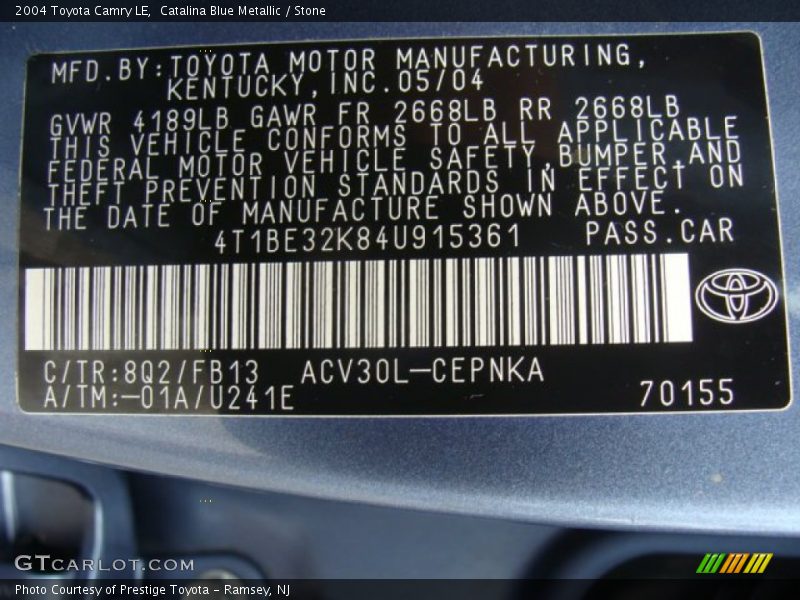 2004 Toyota Camry LE,  Catalina Blue Metallic / Stone
MFD.BY:TOYOTA MOTOR MANUFACTURING,
KENTUCKY,INC.05/04
GVWR 4189LB GAWR FR 2668LB RR 2668LB
THIS VEHICLE CONFORMS TO ALL APPLICABLE
FEDERAL MOTOR VEHICLE SAFETY,BUMPER,AND
THEFT PREVENTION STANDARDS IN EFFECT ON
THE DATE OF MANUFACTURE SHOWN ABOVE.
4T1BE32K84U915361 PASS.CAR
C/TR:8Q2/FB13 ACV30L-CEPNKA
A/TM:-01A/U241E 70155
GTCARLOT.COM
Photo Courtesy of Prestige Toyota - Ramsey, NJ